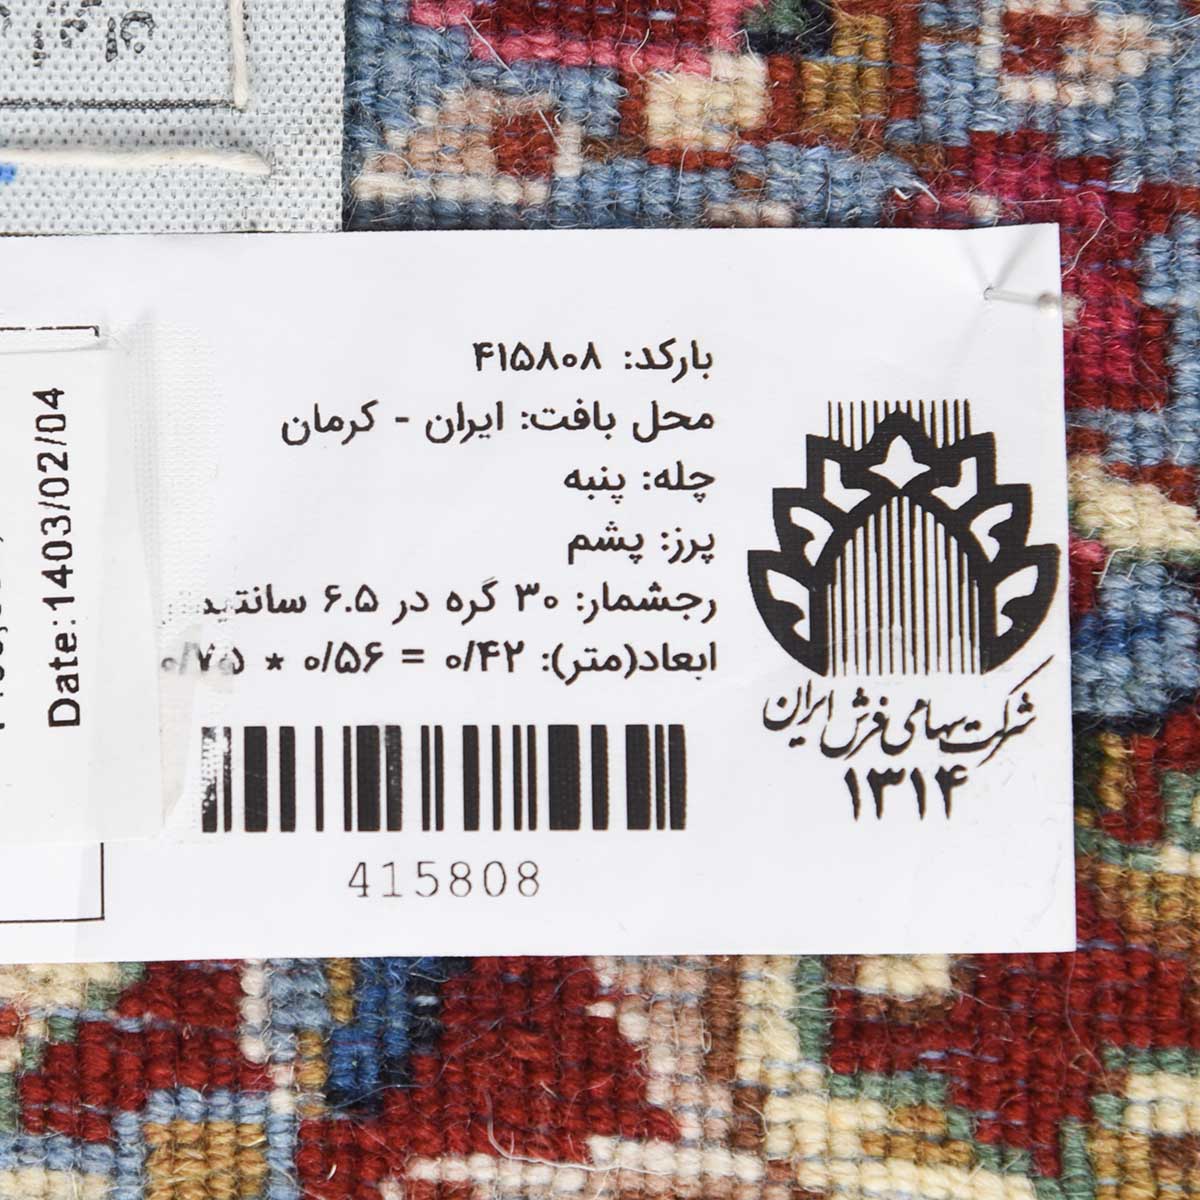 بارکد: ۴۱۵۸۰۸
محل بافت: ایران - کرمان
چله: پنبه
پرز: پشم
رجشمار: ۳۰ گره در ۶.۵
ابعاد(متر): ۰/۴۲ = ۰/۵۶ * ۰/۷۵
415808
شرکت سهامی فرش ایران
۱۳۱۴
Date:1403/02/04